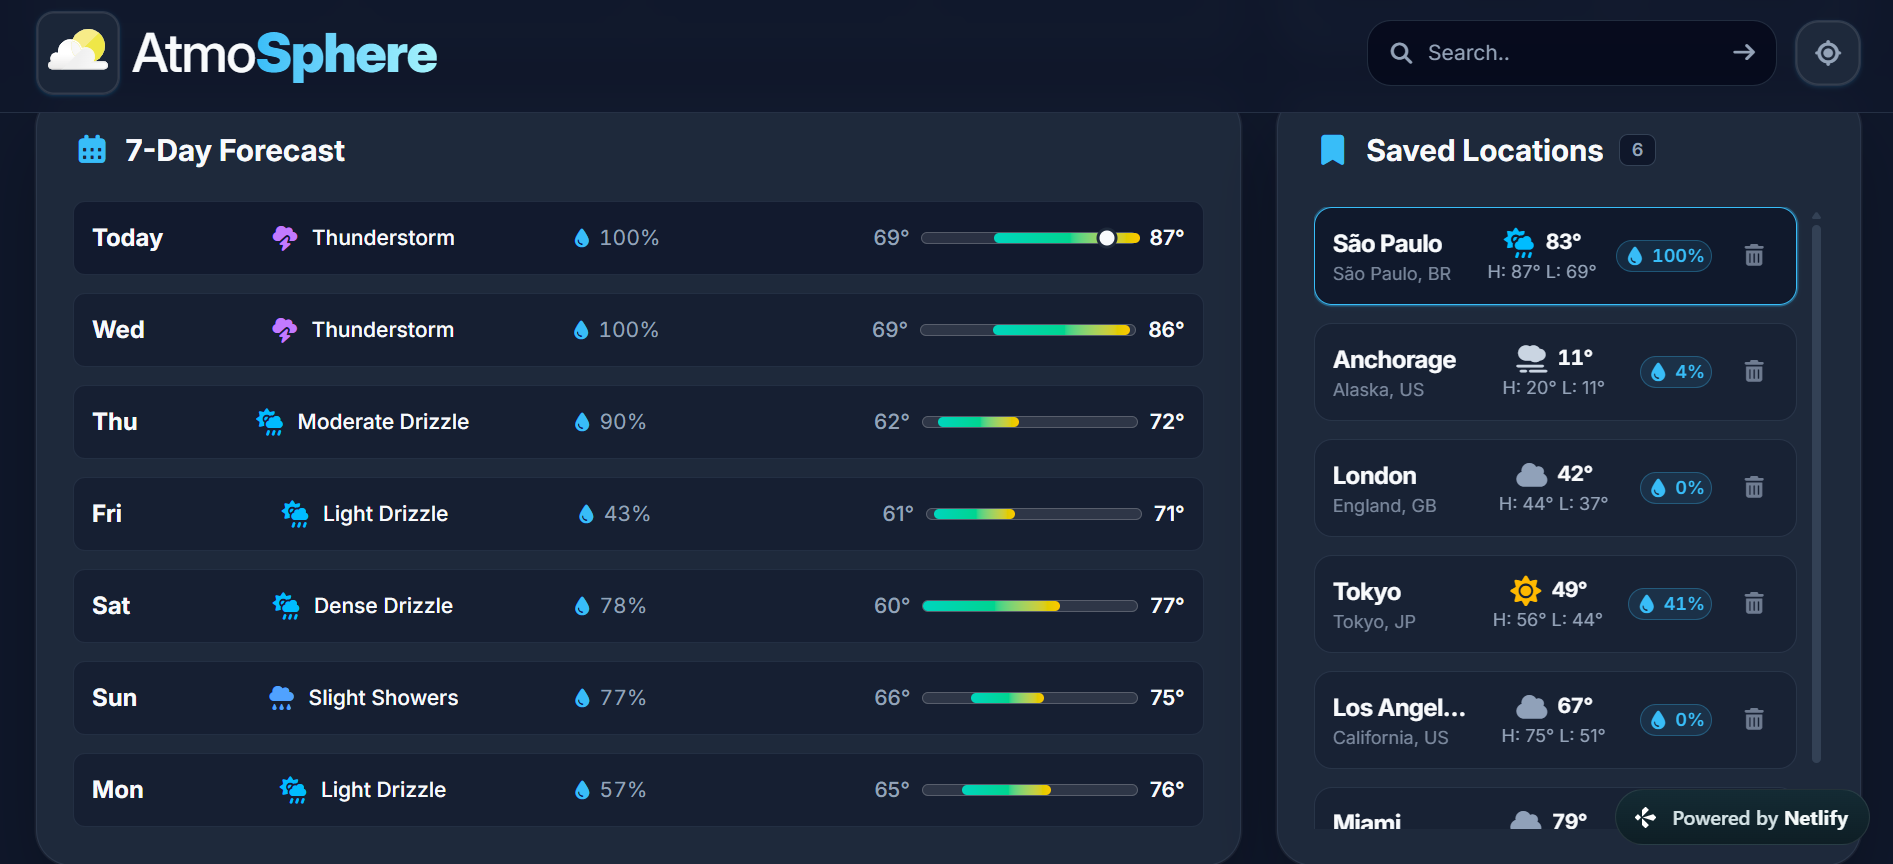 AtmoSphere
Search..
7-Day Forecast
Today Thunderstorm 100% 69° 87°
Wed Thunderstorm 100% 69° 86°
Thu Moderate Drizzle 90% 62° 72°
Fri Light Drizzle 43% 61° 71°
Sat Dense Drizzle 78% 60° 77°
Sun Slight Showers 77% 66° 75°
Mon Light Drizzle 57% 65° 76°
Saved Locations 6
São Paulo 83° 100%
São Paulo, BR H: 87° L: 69°
Anchorage 11° 4%
Alaska, US H: 20° L: 11°
London 42° 0%
England, GB H: 44° L: 37°
Tokyo 49° 41%
Tokyo, JP H: 56° L: 44°
Los Angel... 67° 0%
California, US H: 75° L: 51°
Miami 79°
Powered by Netlify